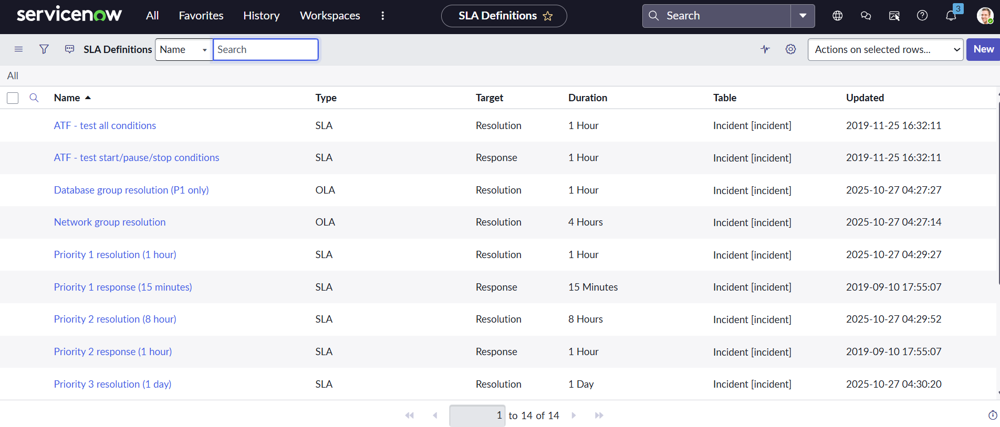 servicenow All Favorites History Workspaces SLA Definitions Search 3
SLA Definitions Name Search Actions on selected rows... New
All
Name Type Target Duration Table Updated
ATF - test all conditions SLA Resolution 1 Hour Incident [incident] 2019-11-25 16:32:11
ATF - test start/pause/stop conditions SLA Response 1 Hour Incident [incident] 2019-11-25 16:32:11
Database group resolution (P1 only) OLA Resolution 1 Hour Incident [incident] 2025-10-27 04:27:27
Network group resolution OLA Resolution 4 Hours Incident [incident] 2025-10-27 04:27:14
Priority 1 resolution (1 hour) SLA Resolution 1 Hour Incident [incident] 2025-10-27 04:29:27
Priority 1 response (15 minutes) SLA Response 15 Minutes Incident [incident] 2019-09-10 17:55:07
Priority 2 resolution (8 hour) SLA Resolution 8 Hours Incident [incident] 2025-10-27 04:29:52
Priority 2 response (1 hour) SLA Response 1 Hour Incident [incident] 2019-09-10 17:55:07
Priority 3 resolution (1 day) SLA Resolution 1 Day Incident [incident] 2025-10-27 04:30:20
1 to 14 of 14